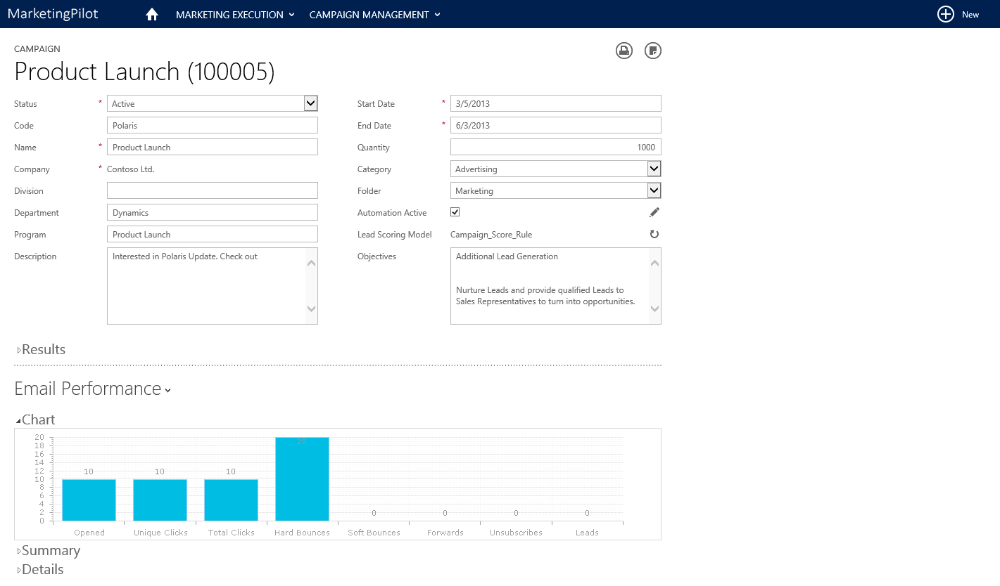 MarketingPilot
MARKETING EXECUTION
CAMPAIGN MANAGEMENT
New
CAMPAIGN
Product Launch (100005)
Status * Active
Start Date * 3/5/2013
Code Polaris
End Date * 6/3/2013
Name * Product Launch
Quantity 1000
Company * Contoso Ltd.
Category Advertising
Division
Folder Marketing
Department Dynamics
Automation Active
Program Product Launch
Lead Scoring Model Campaign_Score_Rule
Description Interested in Polaris Update. Check out
Objectives Additional Lead Generation
Nurture Leads and provide qualified Leads to
Sales Representatives to turn into opportunities.
Results
Email Performance
Chart
20
18
16
14
12
10
8
6
4
2
0
10
10
10
20
0
0
0
0
Opened
Unique Clicks
Total Clicks
Hard Bounces
Soft Bounces
Forwards
Unsubscribes
Leads
Summary
Details